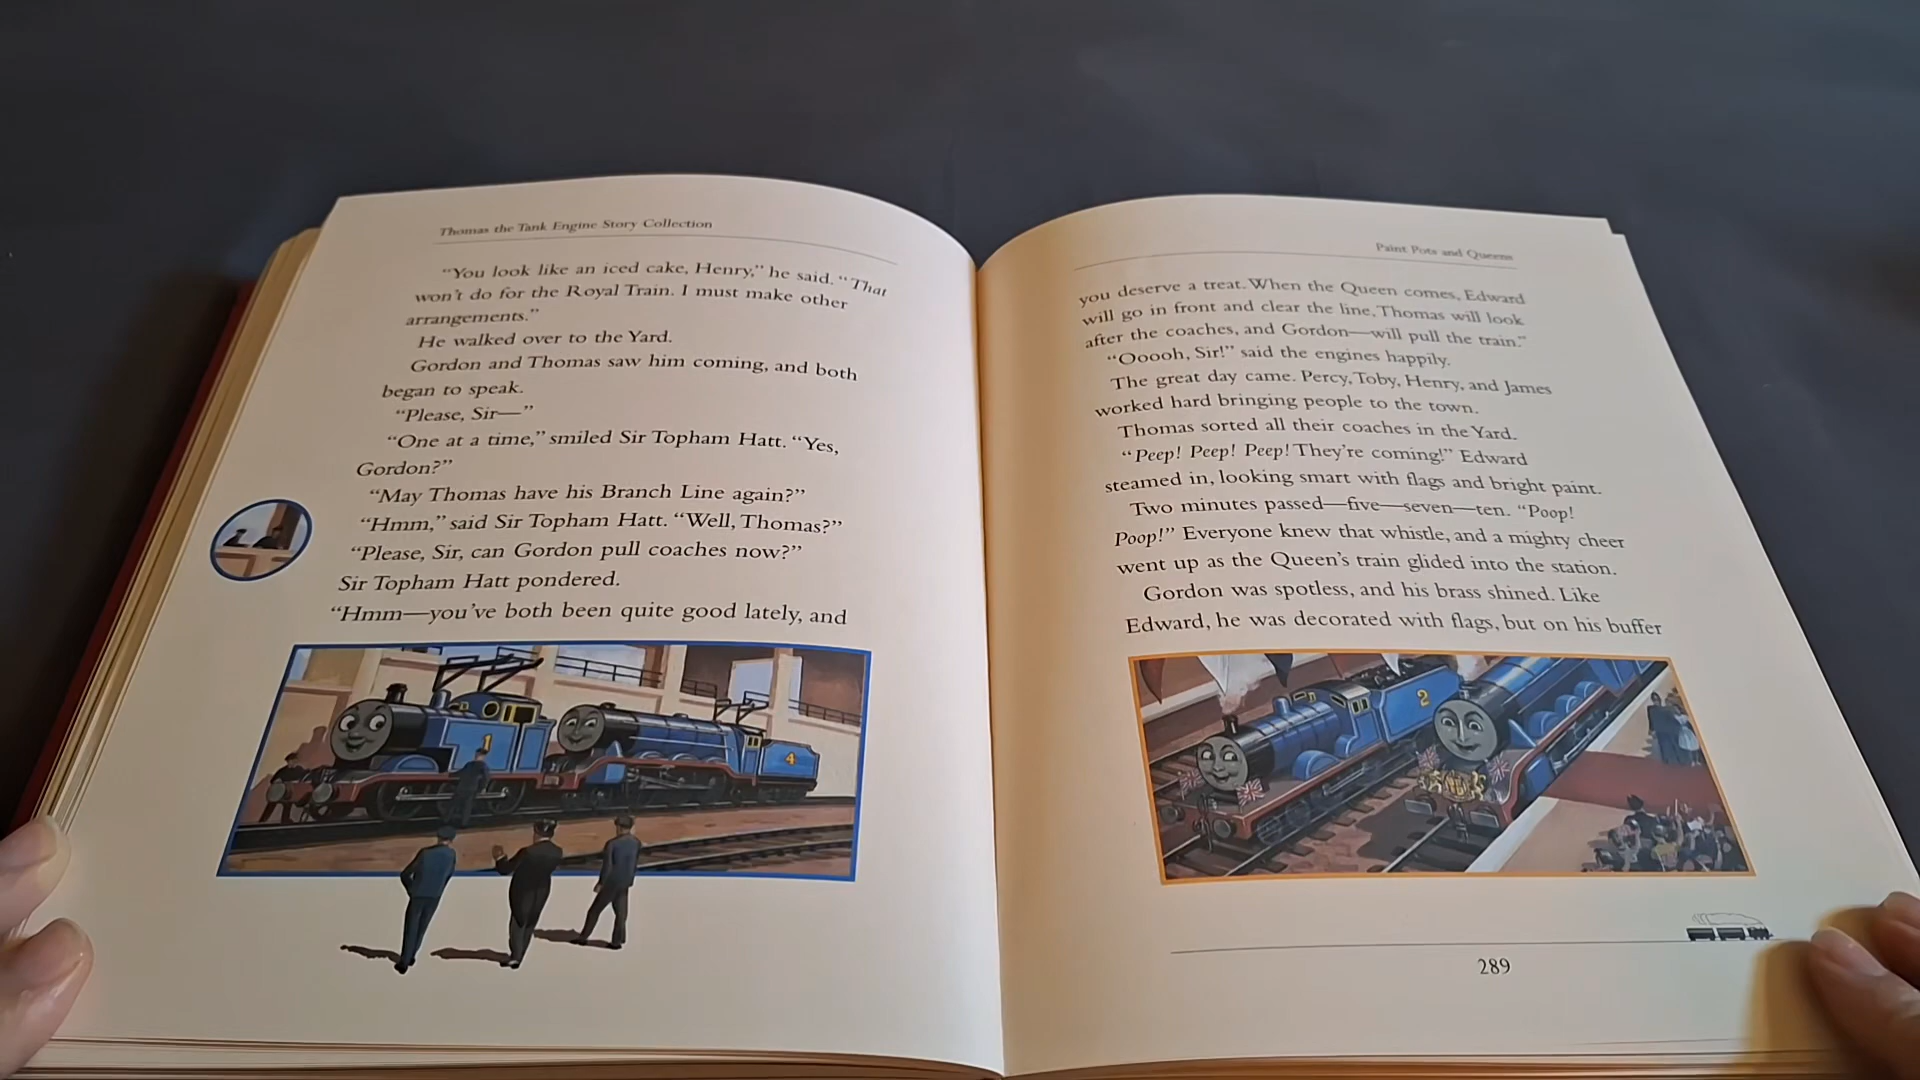 Thomas the Tank Engine Story Collection
“You look like an iced cake, Henry,” he said. “That
won’t do for the Royal Train. I must make other
arrangements.”
He walked over to the Yard.
Gordon and Thomas saw him coming, and both
began to speak.
“Please, Sir—”
“One at a time,” smiled Sir Topham Hatt. “Yes,
Gordon?”
“May Thomas have his Branch Line again?”
“Hmm,” said Sir Topham Hatt. “Well, Thomas?”
“Please, Sir, can Gordon pull coaches now?”
Sir Topham Hatt pondered.
“Hmm—you’ve both been quite good lately, and
1
4
Paint Pots and Queens
you deserve a treat. When the Queen comes, Edward
will go in front and clear the line, Thomas will look
after the coaches, and Gordon—will pull the train.”
“Ooooh, Sir!” said the engines happily.
The great day came. Percy, Toby, Henry, and James
worked hard bringing people to the town.
Thomas sorted all their coaches in the Yard.
“Peep! Peep! Peep! They’re coming!” Edward
steamed in, looking smart with flags and bright paint.
Two minutes passed—five—seven—ten. “Poop!
Poop!” Everyone knew that whistle, and a mighty cheer
went up as the Queen’s train glided into the station.
Gordon was spotless, and his brass shined. Like
Edward, he was decorated with flags, but on his buffer
2
289